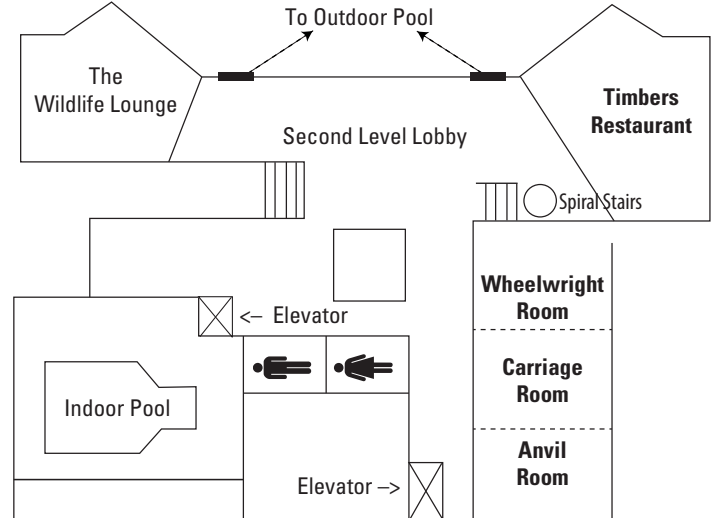 To Outdoor Pool
The
Wildlife Lounge
Timbers
Restaurant
Second Level Lobby
Spiral Stairs
Wheelwright
Room
<– Elevator
Carriage
Room
Indoor Pool
Anvil
Room
Elevator –>